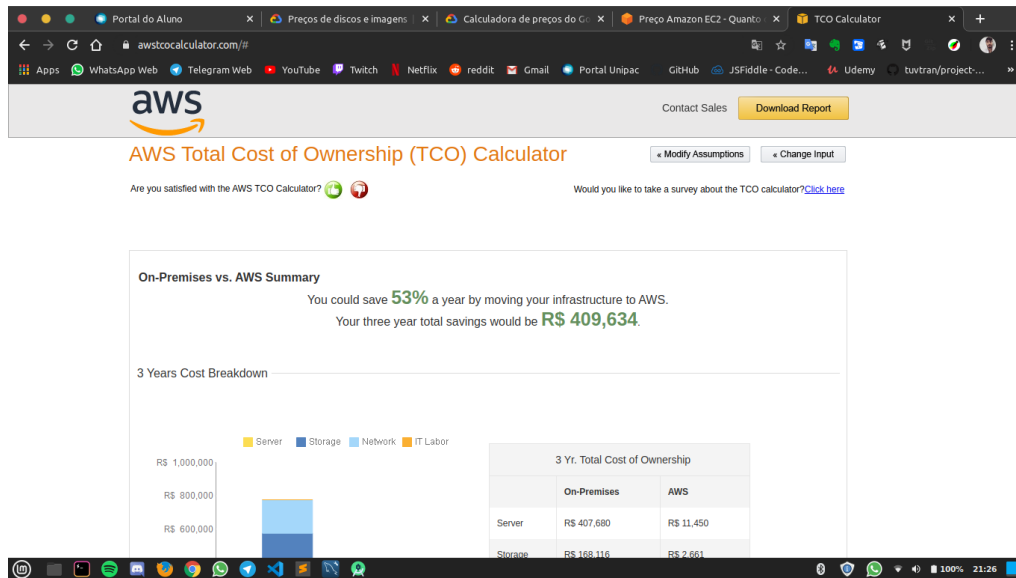 Portal do Aluno
Preços de discos e imagens
Calculadora de preços do Go
Preço Amazon EC2 - Quanto
TCO Calculator
awstcocalculator.com/#
Apps
WhatsApp Web
Telegram Web
YouTube
Twitch
Netflix
reddit
Gmail
Portal Unipac
GitHub
JSFiddle - Code...
Udemy
tuvtran/project-...
»
aws
Contact Sales
Download Report
AWS Total Cost of Ownership (TCO) Calculator
« Modify Assumptions
« Change Input
Are you satisfied with the AWS TCO Calculator?
Would you like to take a survey about the TCO calculator?Click here
On-Premises vs. AWS Summary
You could save 53% a year by moving your infrastructure to AWS.
Your three year total savings would be R$ 409,634.
3 Years Cost Breakdown
Server
Storage
Network
IT Labor
R$ 1,000,000
R$ 800,000
R$ 600,000
3 Yr. Total Cost of Ownership
On-Premises AWS
Server R$ 407,680 R$ 11,450
Storage R$ 168,116 R$ 2,661
100% 21:26